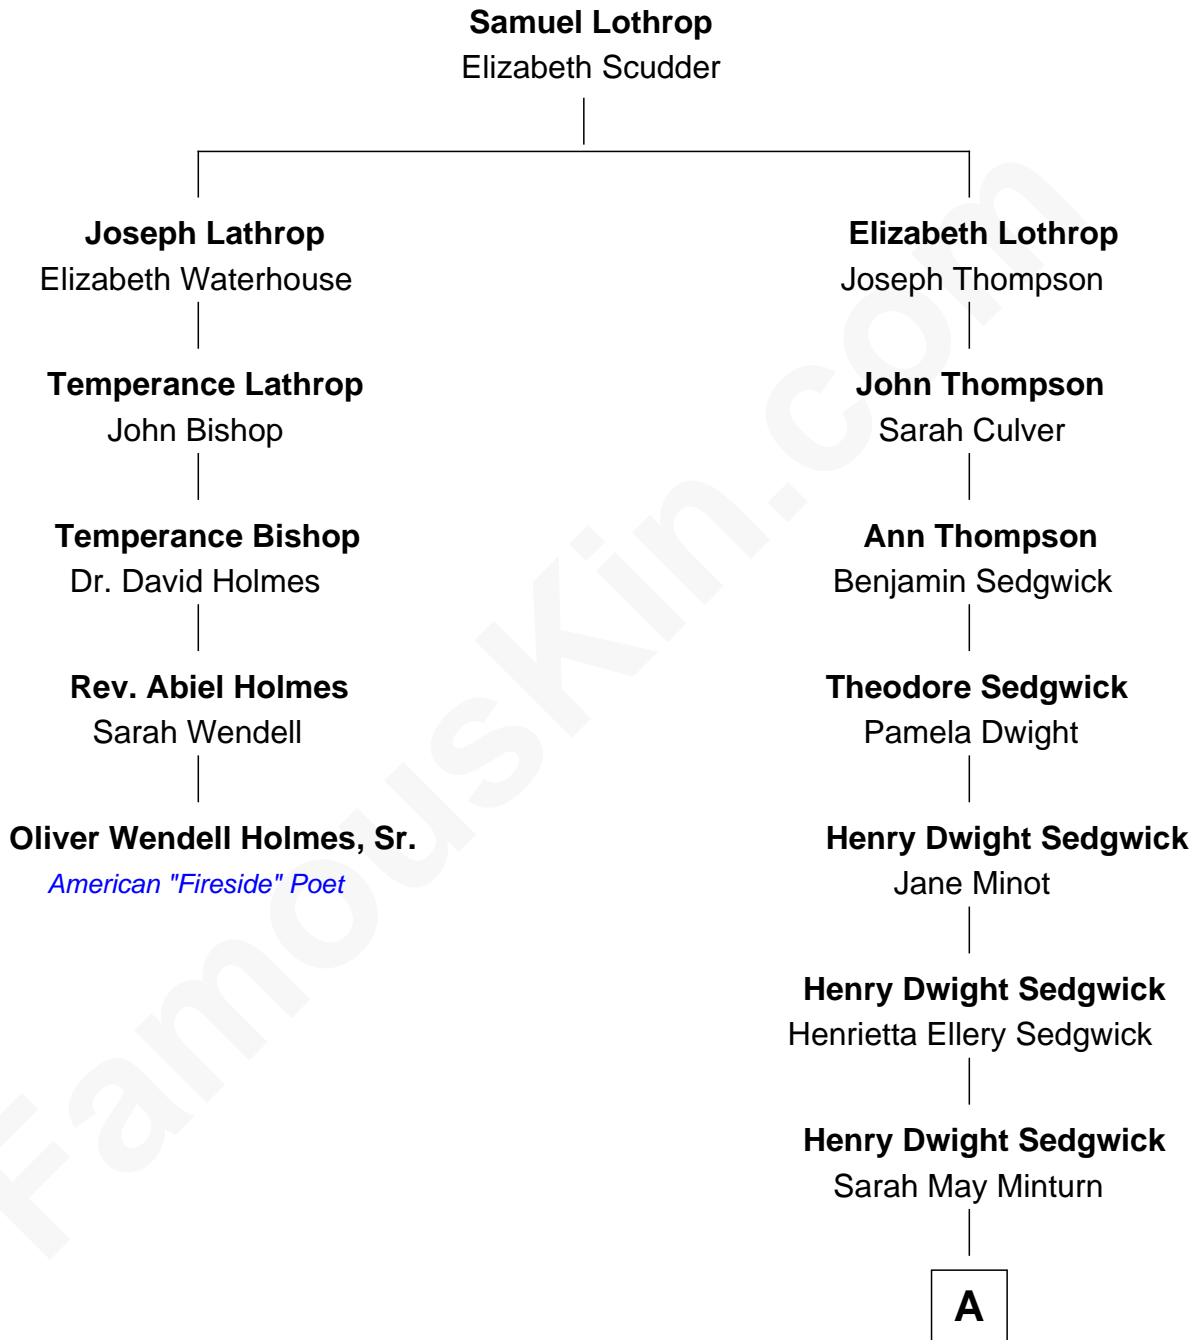 Samuel Lothrop
Elizabeth Scudder
Joseph Lathrop
Elizabeth Waterhouse
Temperance Lathrop
John Bishop
Temperance Bishop
Dr. David Holmes
Rev. Abiel Holmes
Sarah Wendell
Oliver Wendell Holmes, Sr.
American "Fireside" Poet
Elizabeth Lothrop
Joseph Thompson
John Thompson
Sarah Culver
Ann Thompson
Benjamin Sedgwick
Theodore Sedgwick
Pamela Dwight
Henry Dwight Sedgwick
Jane Minot
Henry Dwight Sedgwick
Henrietta Ellery Sedgwick
Henry Dwight Sedgwick
Sarah May Minturn
A
FamousKin.com